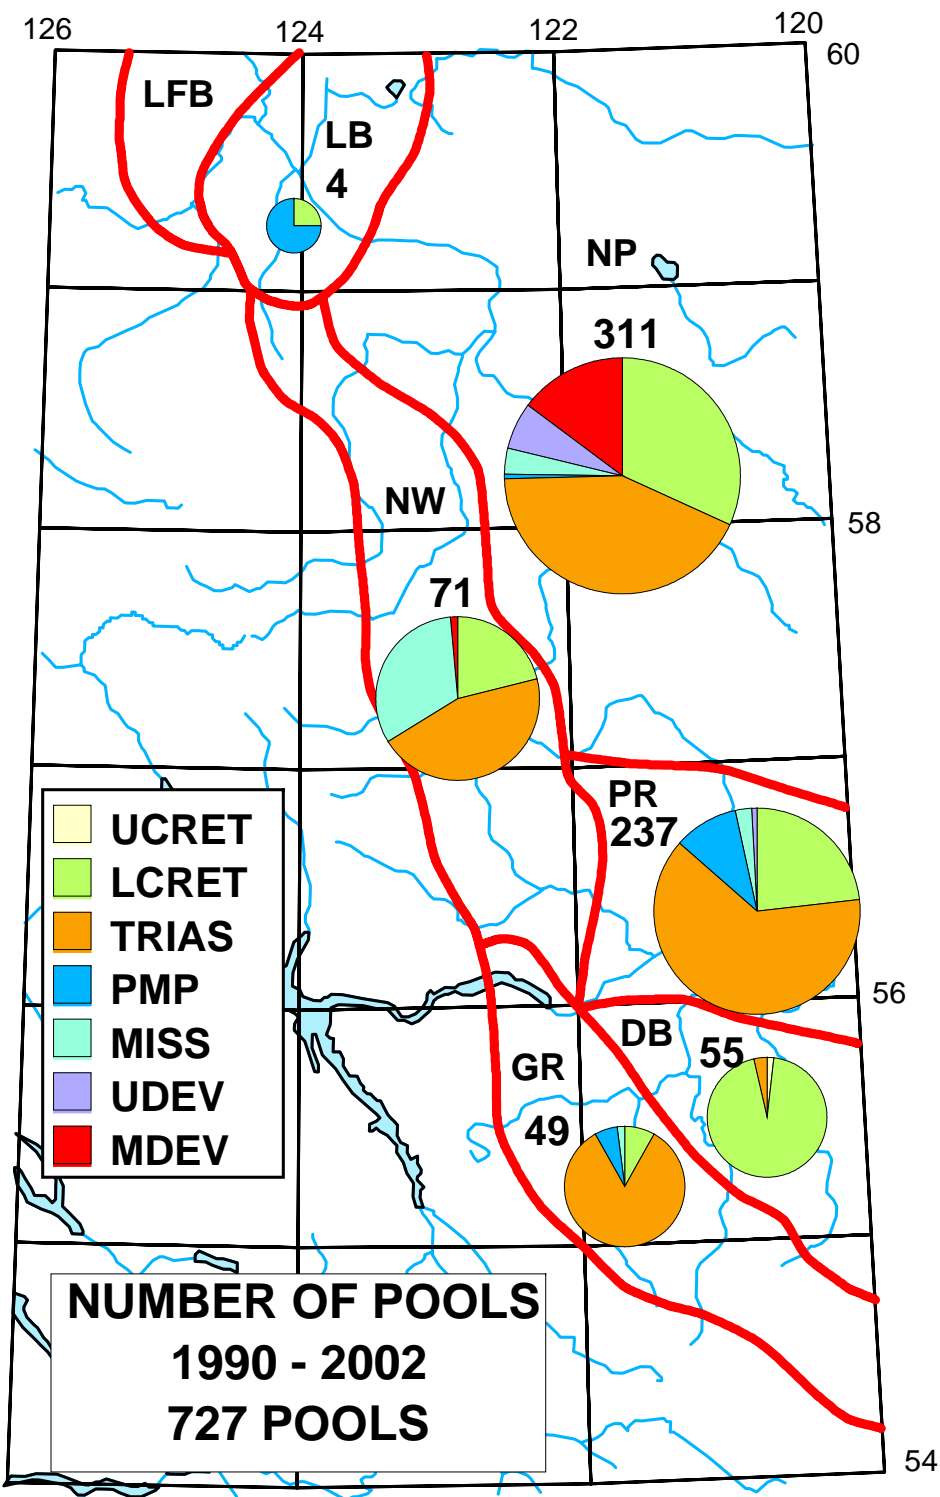 126 124 122 120
60
LFB
LB
4
NP
311
58
NW
71
PR
237
56
DB
55
GR
49
UCRET
LCRET
TRIAS
PMP
MISS
UDEV
MDEV
NUMBER OF POOLS
1990 - 2002
727 POOLS
54